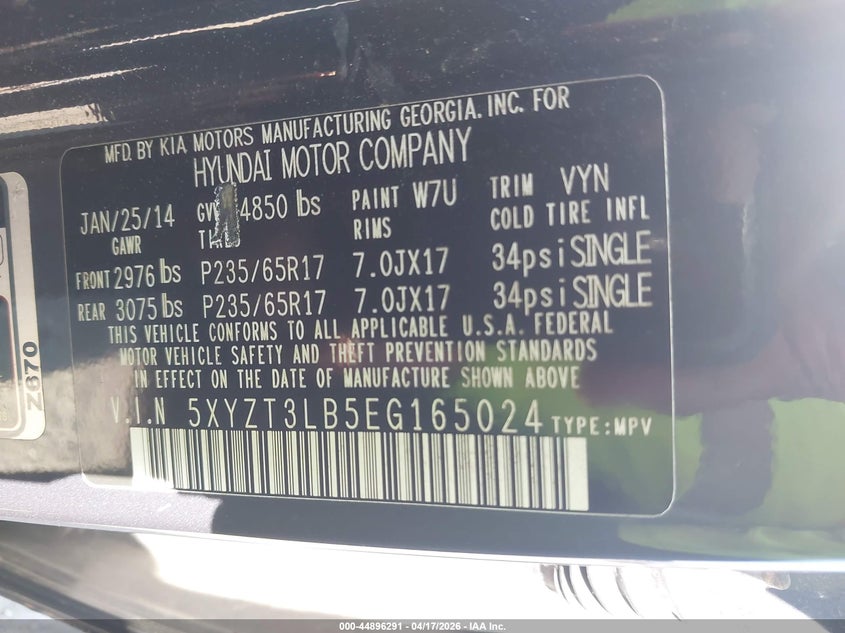 MFD. BY KIA MOTORS MANUFACTURING GEORGIA. INC. FOR
HYUNDAI MOTOR COMPANY
JAN/25/14 4850 lbs PAINT W7U TRIM VYN
GAWR RIMS COLD TIRE INFL
FRONT 2976 lbs P235/65R17 7.0JX17 34psi SINGLE
REAR 3075 lbs P235/65R17 7.0JX17 34psi SINGLE
THIS VEHICLE CONFORMS TO ALL APPLICABLE U.S.A. FEDERAL
MOTOR VEHICLE SAFETY AND THEFT PREVENTION STANDARDS
IN EFFECT ON THE DATE OF MANUFACTURE SHOWN ABOVE
V.I.N 5XYZT3LB5EG165024 TYPE:MPV
Z670
000-44896291 - 04/17/2026 - IAA Inc.